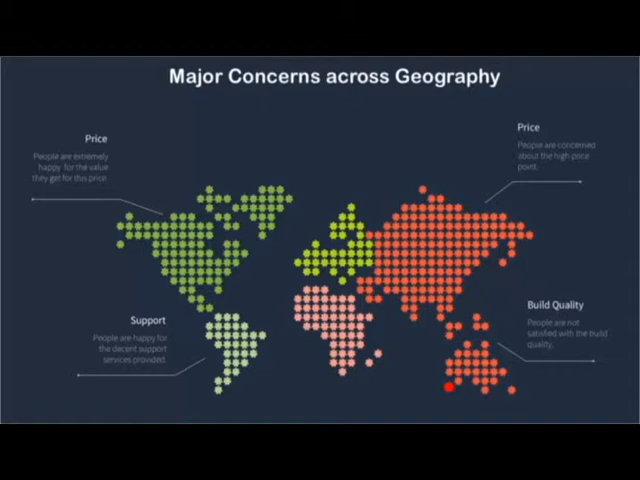 Major Concerns across Geography
Price
People are extremely
happy for the value
they get for this price.
Price
People are concerned
about the high price
point.
Support
People are happy for
the decent support
services provided.
Build Quality
People are not
satisfied with the build
quality.